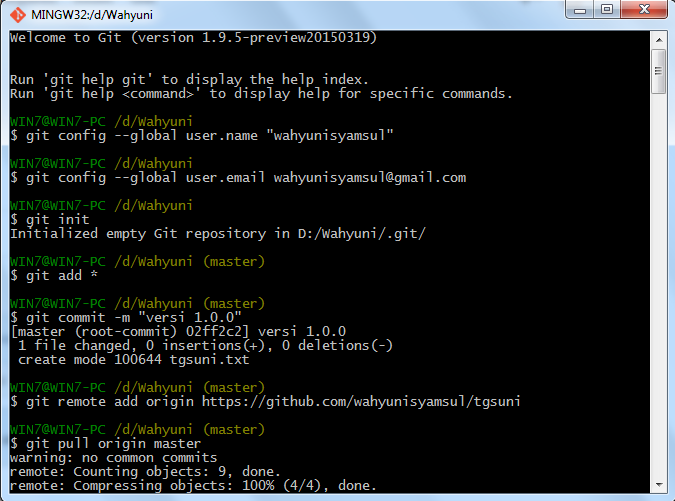 MINGW32:/d/Wahyuni
Welcome to Git (version 1.9.5-preview20150319)
Run 'git help git' to display the help index.
Run 'git help <command>' to display help for specific commands.
WIN7@WIN7-PC /d/Wahyuni
$ git config --global user.name "wahyunisyamsul"
WIN7@WIN7-PC /d/Wahyuni
$ git config --global user.email wahyunisyamsul@gmail.com
WIN7@WIN7-PC /d/Wahyuni
$ git init
Initialized empty Git repository in D:/Wahyuni/.git/
WIN7@WIN7-PC /d/Wahyuni (master)
$ git add *
WIN7@WIN7-PC /d/Wahyuni (master)
$ git commit -m "versi 1.0.0"
[master (root-commit) 02ff2c2] versi 1.0.0
1 file changed, 0 insertions(+), 0 deletions(-)
create mode 100644 tgsuni.txt
WIN7@WIN7-PC /d/Wahyuni (master)
$ git remote add origin https://github.com/wahyunisyamsul/tgsuni
WIN7@WIN7-PC /d/Wahyuni (master)
$ git pull origin master
warning: no common commits
remote: Counting objects: 9, done.
remote: Compressing objects: 100% (4/4), done.